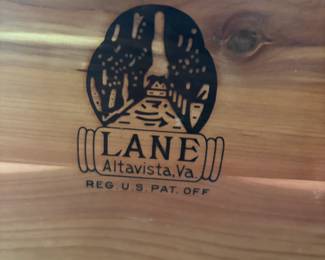 LANE
Altavista, Va.
REG. U.S. PAT. OFF